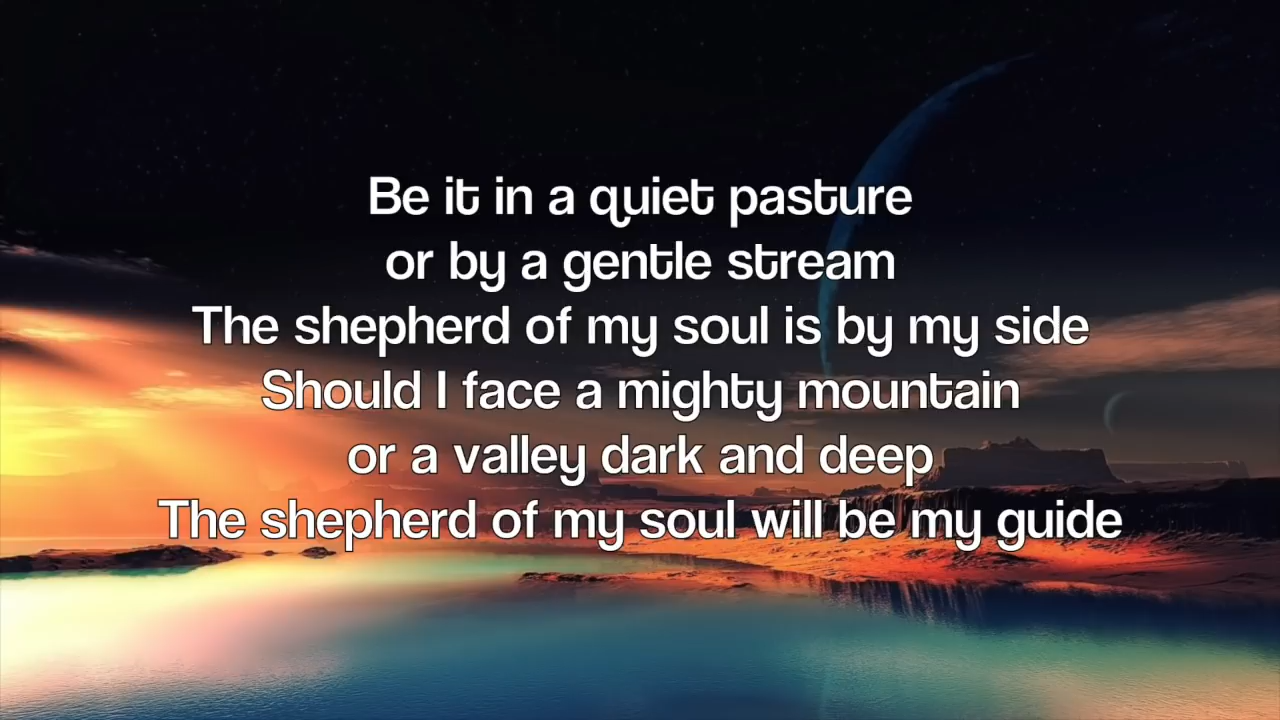 Be it in a quiet pasture
or by a gentle stream
The shepherd of my soul is by my side
Should I face a mighty mountain
or a valley dark and deep
The shepherd of my soul will be my guide